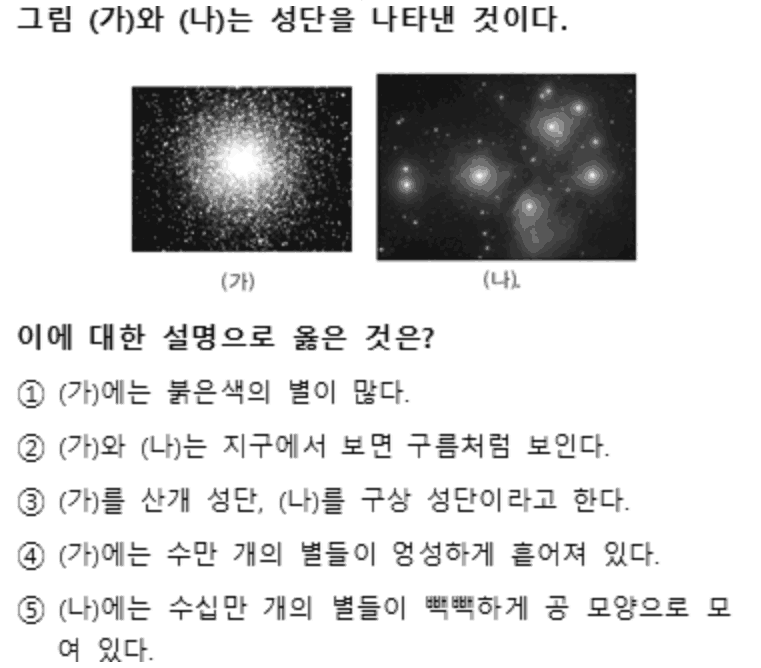 그림 (가)와 (나)는 성단을 나타낸 것이다.
(가)
(나).
이에 대한 설명으로 옳은 것은?
① (가)에는 붉은색의 별이 많다.
② (가)와 (나)는 지구에서 보면 구름처럼 보인다.
③ (가)를 산개 성단, (나)를 구상 성단이라고 한다.
④ (가)에는 수만 개의 별들이 엉성하게 흩어져 있다.
⑤ (나)에는 수십만 개의 별들이 빽빽하게 공 모양으로 모
여 있다.